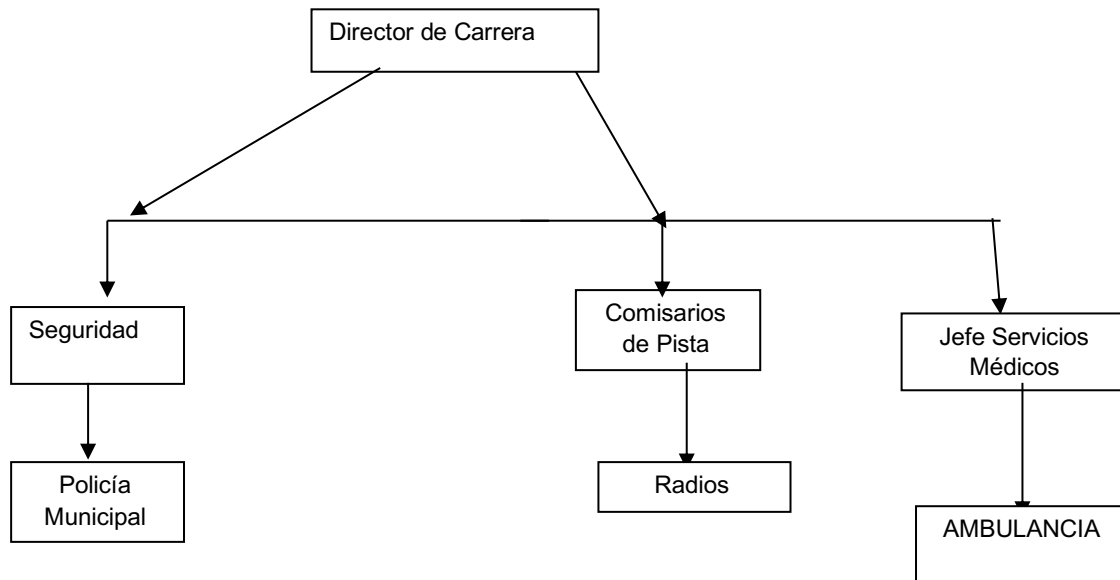 Director de Carrera
Seguridad
Comisarios
de Pista
Jefe Servicios
Médicos
Policía
Municipal
Radios
AMBULANCIA